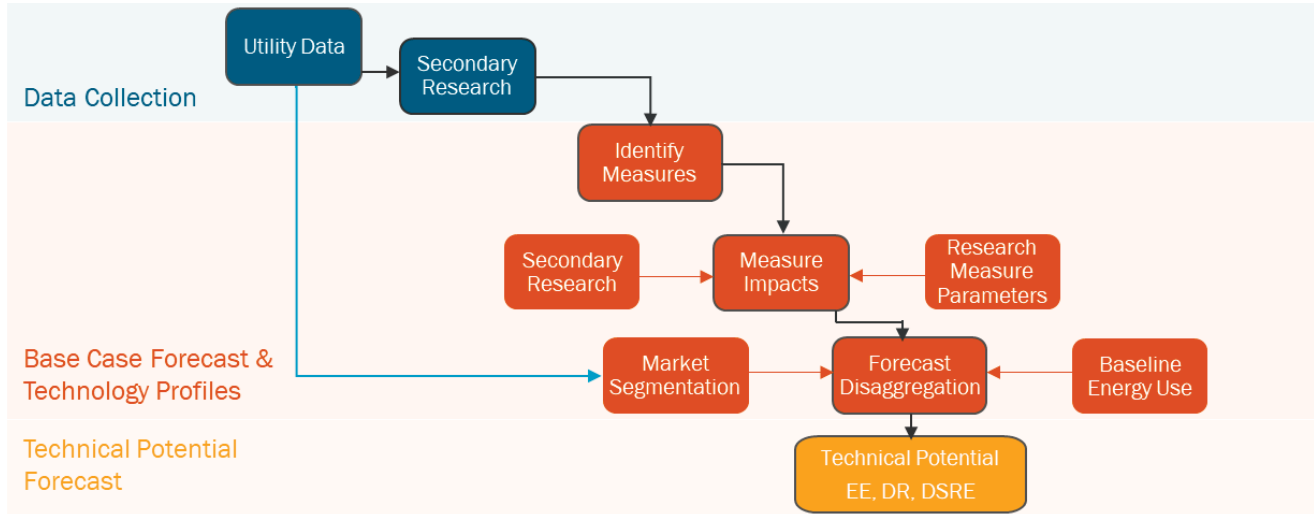 Utility Data
Secondary
Research
Data Collection
Identify
Measures
Secondary
Research
Measure
Impacts
Research
Measure
Parameters
Base Case Forecast &
Technology Profiles
Market
Segmentation
Forecast
Disaggregation
Baseline
Energy Use
Technical Potential
Forecast
Technical Potential
EE, DR, DSRE